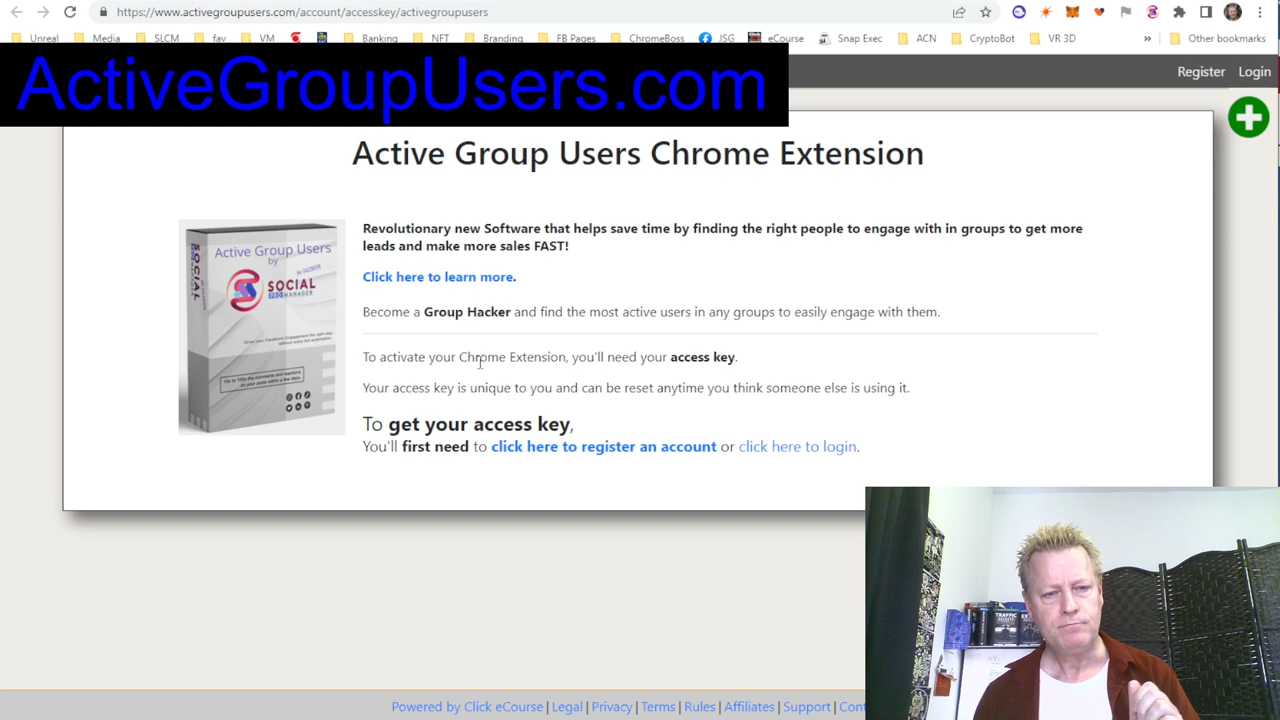 https://www.activegroupusers.com/account/accesskey/activegroupusers
Unreal Media SLCM fav VM Banking NFT Branding FB Pages ChromeBoss JSG eCourse Snap Exec ACN CryptoBot VR 3D » Other bookmarks
ActiveGroupUsers.com
Register Login
Active Group Users Chrome Extension
Active Group Users
by
SOCIAL
PRO MANAGER
SOCIAL
Revolutionary new Software that helps save time by finding the right people to engage with in groups to get more
leads and make more sales FAST!
Click here to learn more.
Become a Group Hacker and find the most active users in any groups to easily engage with them.
To activate your Chrome Extension, you'll need your access key.
Your access key is unique to you and can be reset anytime you think someone else is using it.
To get your access key,
You'll first need to click here to register an account or click here to login.
TRAFFIC
Powered by Click eCourse | Legal | Privacy | Terms | Rules | Affiliates | Support | Cont